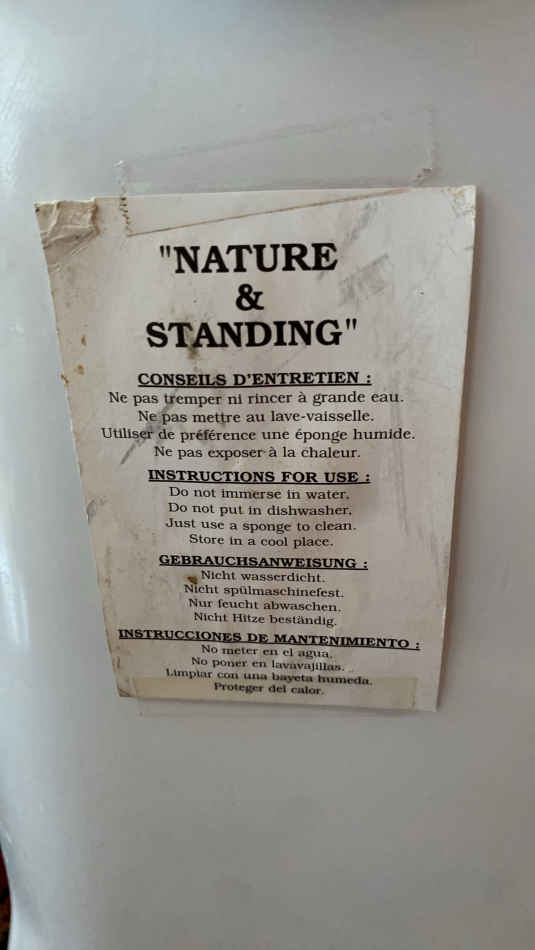 "NATURE
&
STANDING"
CONSEILS D'ENTRETIEN :
Ne pas tremper ni rincer à grande eau.
Ne pas mettre au lave-vaisselle.
Utiliser de préférence une éponge humide.
Ne pas exposer à la chaleur.
INSTRUCTIONS FOR USE :
Do not immerse in water.
Do not put in dishwasher.
Just use a sponge to clean.
Store in a cool place.
GEBRAUCHSANWEISUNG :
Nicht wasserdicht.
Nicht spülmaschinefest.
Nur feucht abwaschen.
Nicht Hitze beständig.
INSTRUCCIONES DE MANTENIMIENTO :
No meter en el agua.
No poner en lavavajillas.
Limpiar con una bayeta humeda.
Proteger del calor.